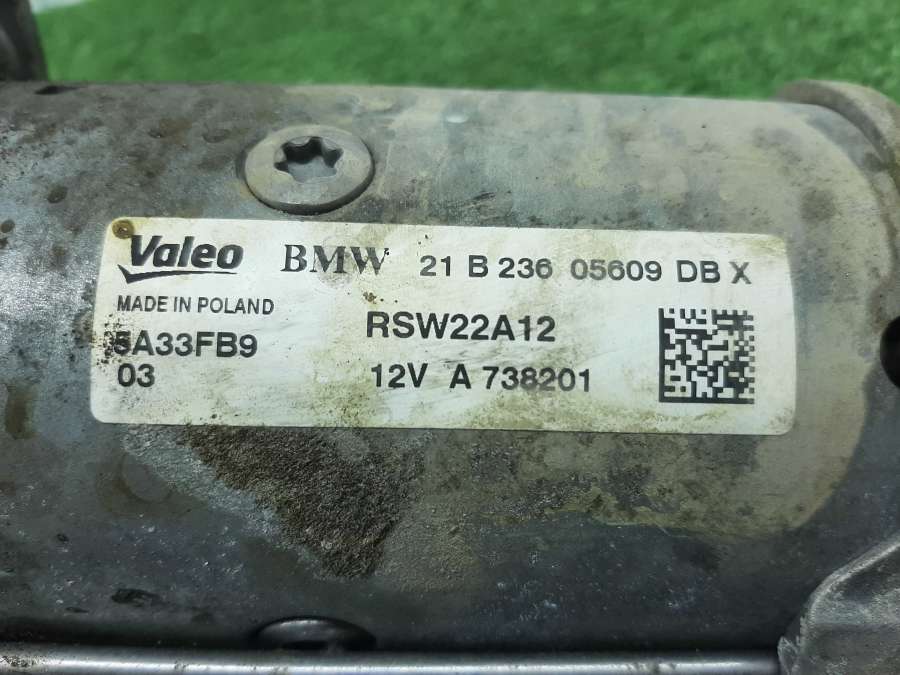 Valeo BMW 21 B 236 05609 DB X
MADE IN POLAND
RSW22A12
5A33FB9
03
12V A 738201